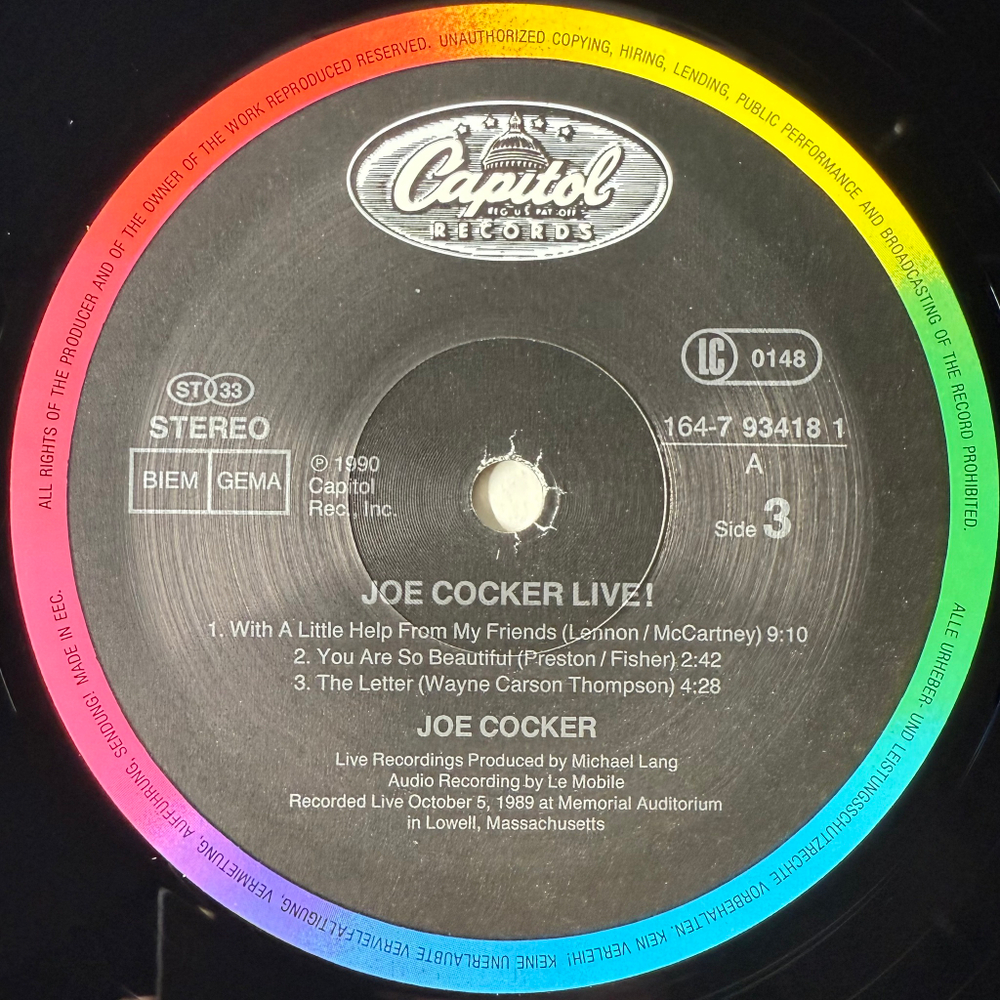 ALL RIGHTS OF THE PRODUCER AND OF THE OWNER OF THE WORK REPRODUCED RESERVED. UNAUTHORIZED COPYING, HIRING, LENDING, PUBLIC PERFORMANCE AND BROADCASTING OF THE RECORD PROHIBITED.
Capitol
REG. U.S. PAT. OFF.
RECORDS
LC 0148
ST 33
STEREO
BIEM GEMA
℗ 1990
Capitol
Rec., Inc.
164-7 93418 1
A
Side 3
JOE COCKER LIVE!
1. With A Little Help From My Friends (Lennon / McCartney) 9:10
2. You Are So Beautiful (Preston / Fisher) 2:42
3. The Letter (Wayne Carson Thompson) 4:28
JOE COCKER
Live Recordings Produced by Michael Lang
Audio Recording by Le Mobile
Recorded Live October 5, 1989 at Memorial Auditorium
in Lowell, Massachusetts
ALLE URHEBER- UND LEISTUNGSSCHUTZRECHTE VORBEHALTEN. KEIN VERLEIH! KEINE UNERLAUBTE VERVIELFÄLTIGUNG, VERMIETUNG, AUFFÜHRUNG, SENDUNG! MADE IN EEC.